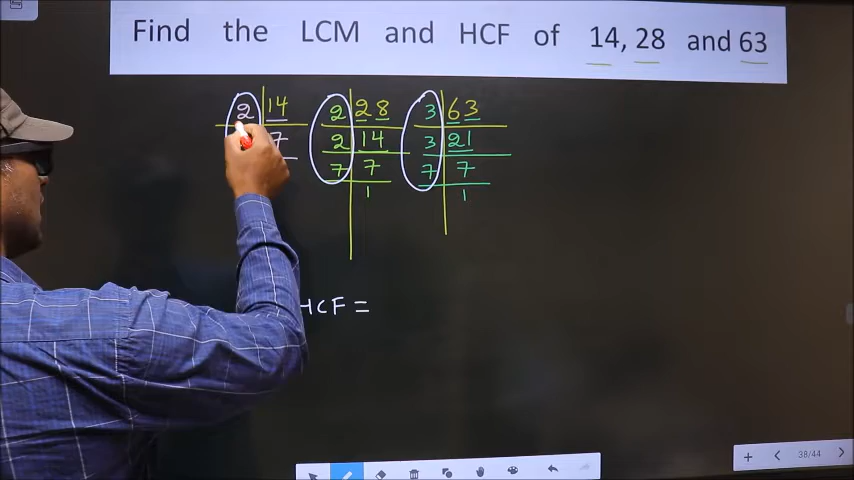 Find the LCM and HCF of 14, 28 and 63
2 14 2 28 3 63
7 2 14 3 21
7 7 7 7
1 1
HCF =
38/44